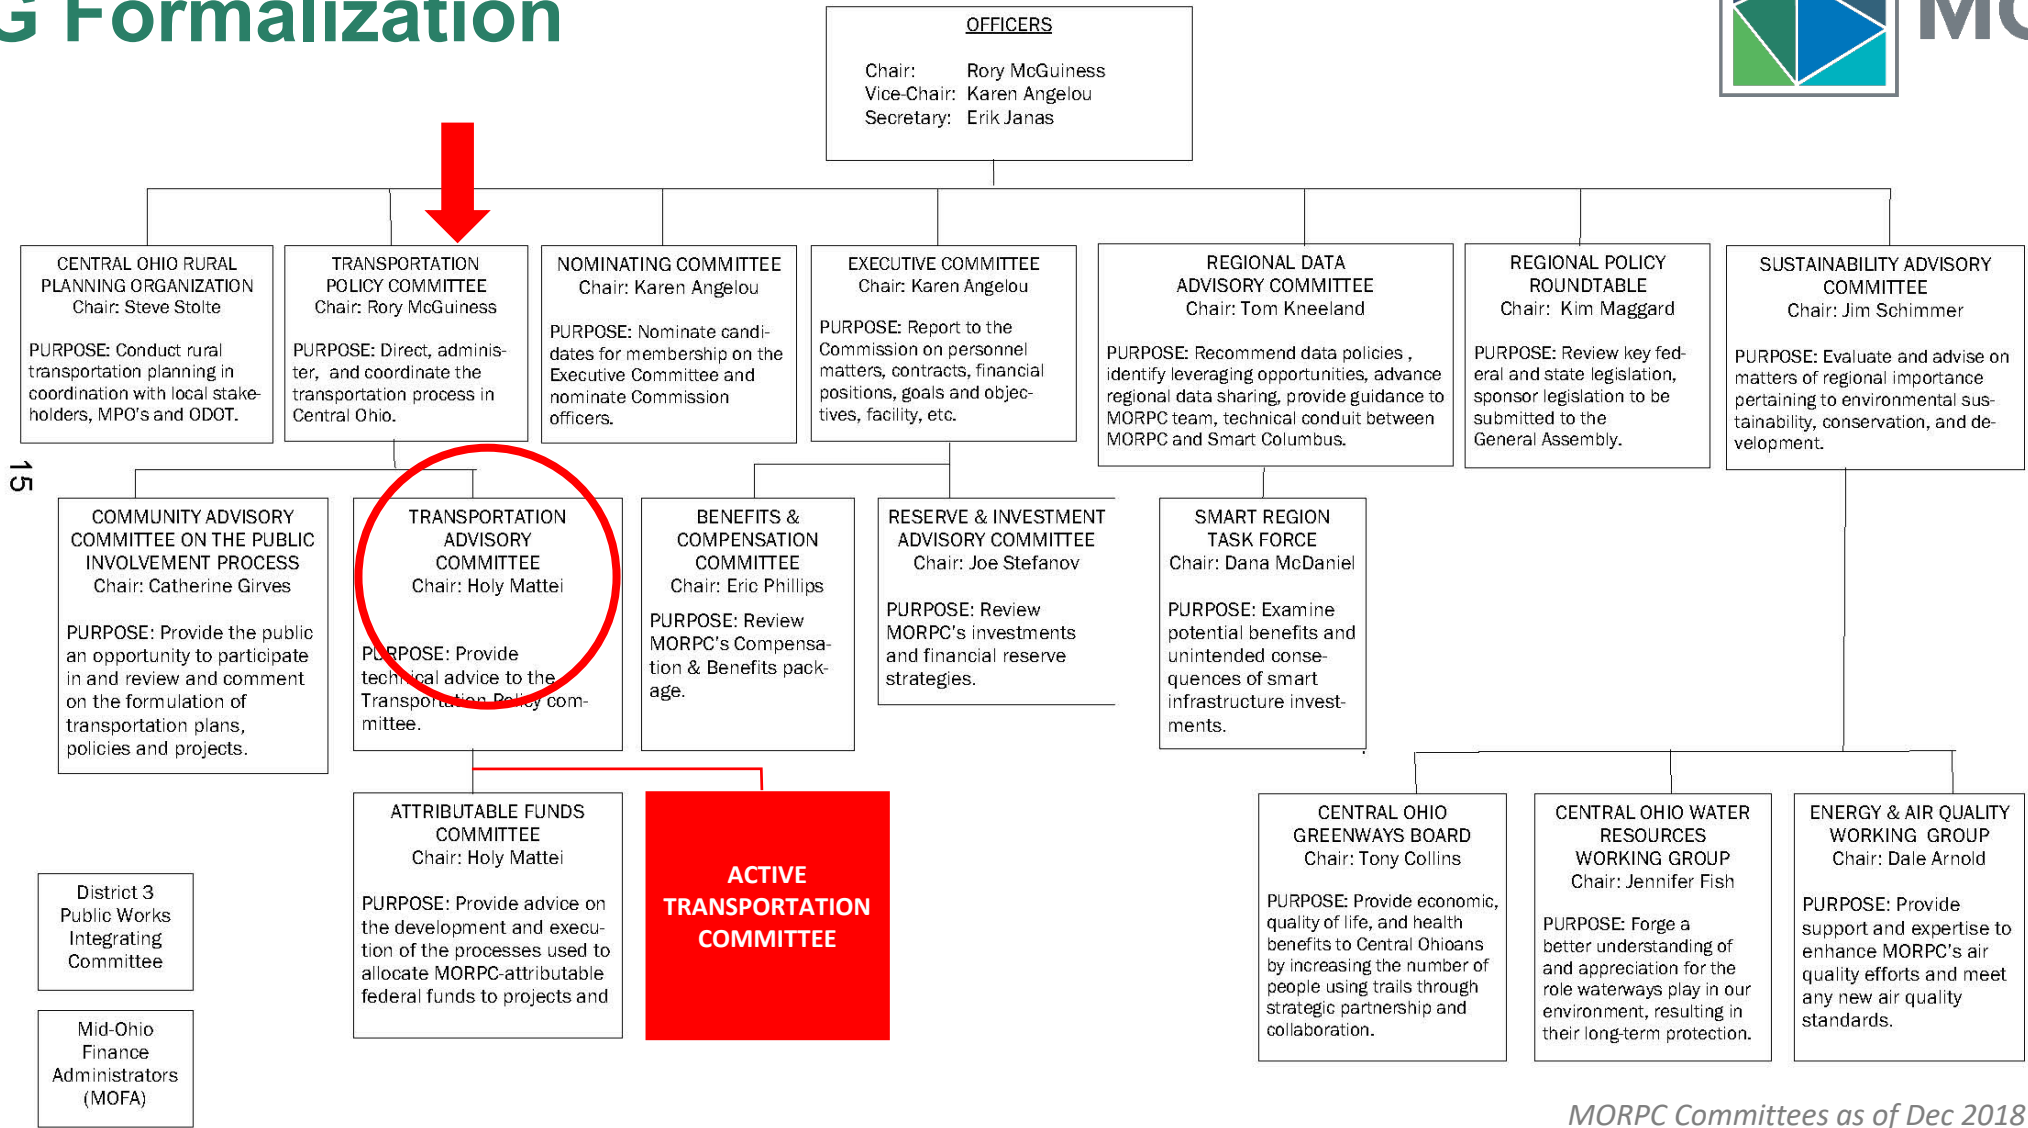 G Formalization
MO
OFFICERS
Chair: Rory McGuiness
Vice-Chair: Karen Angelou
Secretary: Erik Janas
CENTRAL OHIO RURAL
PLANNING ORGANIZATION
Chair: Steve Stolte
PURPOSE: Conduct rural
transportation planning in
coordination with local stake-
holders, MPO's and ODOT.
TRANSPORTATION
POLICY COMMITTEE
Chair: Rory McGuiness
PURPOSE: Direct, adminis-
ter, and coordinate the
transportation process in
Central Ohio.
NOMINATING COMMITTEE
Chair: Karen Angelou
PURPOSE: Nominate candi-
dates for membership on the
Executive Committee and
nominate Commission
officers.
EXECUTIVE COMMITTEE
Chair: Karen Angelou
PURPOSE: Report to the
Commission on personnel
matters, contracts, financial
positions, goals and objec-
tives, facility, etc.
REGIONAL DATA
ADVISORY COMMITTEE
Chair: Tom Kneeland
PURPOSE: Recommend data policies ,
identify leveraging opportunities, advance
regional data sharing, provide guidance to
MORPC team, technical conduit between
MORPC and Smart Columbus.
REGIONAL POLICY
ROUNDTABLE
Chair: Kim Maggard
PURPOSE: Review key fed-
eral and state legislation,
sponsor legislation to be
submitted to the
General Assembly.
SUSTAINABILITY ADVISORY
COMMITTEE
Chair: Jim Schimmer
PURPOSE: Evaluate and advise on
matters of regional importance
pertaining to environmental sus-
tainability, conservation, and de-
velopment.
15
COMMUNITY ADVISORY
COMMITTEE ON THE PUBLIC
INVOLVEMENT PROCESS
Chair: Catherine Girves
PURPOSE: Provide the public
an opportunity to participate
in and review and comment
on the formulation of
transportation plans,
policies and projects.
TRANSPORTATION
ADVISORY
COMMITTEE
Chair: Holy Mattei
PURPOSE: Provide
technical advice to the
Transportation Policy com-
mittee.
BENEFITS &
COMPENSATION
COMMITTEE
Chair: Eric Phillips
PURPOSE: Review
MORPC's Compensa-
tion & Benefits pack-
age.
RESERVE & INVESTMENT
ADVISORY COMMITTEE
Chair: Joe Stefanov
PURPOSE: Review
MORPC's investments
and financial reserve
strategies.
SMART REGION
TASK FORCE
Chair: Dana McDaniel
PURPOSE: Examine
potential benefits and
unintended conse-
quences of smart
infrastructure invest-
ments.
ATTRIBUTABLE FUNDS
COMMITTEE
Chair: Holy Mattei
PURPOSE: Provide advice on
the development and execu-
tion of the processes used to
allocate MORPC-attributable
federal funds to projects and
ACTIVE
TRANSPORTATION
COMMITTEE
CENTRAL OHIO
GREENWAYS BOARD
Chair: Tony Collins
PURPOSE: Provide economic,
quality of life, and health
benefits to Central Ohioans
by increasing the number of
people using trails through
strategic partnership and
collaboration.
CENTRAL OHIO WATER
RESOURCES
WORKING GROUP
Chair: Jennifer Fish
PURPOSE: Forge a
better understanding of
and appreciation for the
role waterways play in our
environment, resulting in
their long-term protection.
ENERGY & AIR QUALITY
WORKING GROUP
Chair: Dale Arnold
PURPOSE: Provide
support and expertise to
enhance MORPC's air
quality efforts and meet
any new air quality
standards.
District 3
Public Works
Integrating
Committee
Mid-Ohio
Finance
Administrators
(MOFA)
MORPC Committees as of Dec 2018